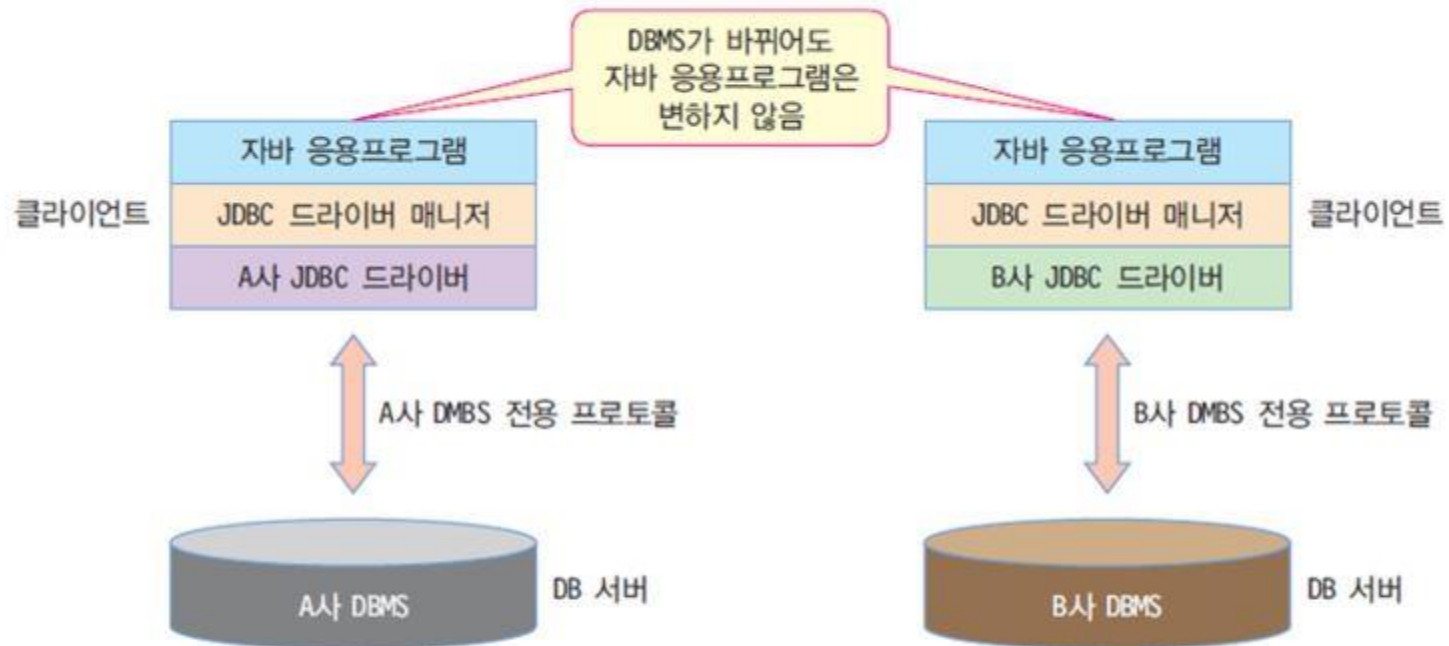 DBMS가 바뀌어도
자바 응용프로그램은
변하지 않음
자바 응용프로그램
자바 응용프로그램
클라이언트
JDBC 드라이버 매니저
JDBC 드라이버 매니저
클라이언트
A사 JDBC 드라이버
B사 JDBC 드라이버
A사 DMBS 전용 프로토콜
B사 DMBS 전용 프로토콜
A사 DBMS
DB 서버
B사 DBMS
DB 서버